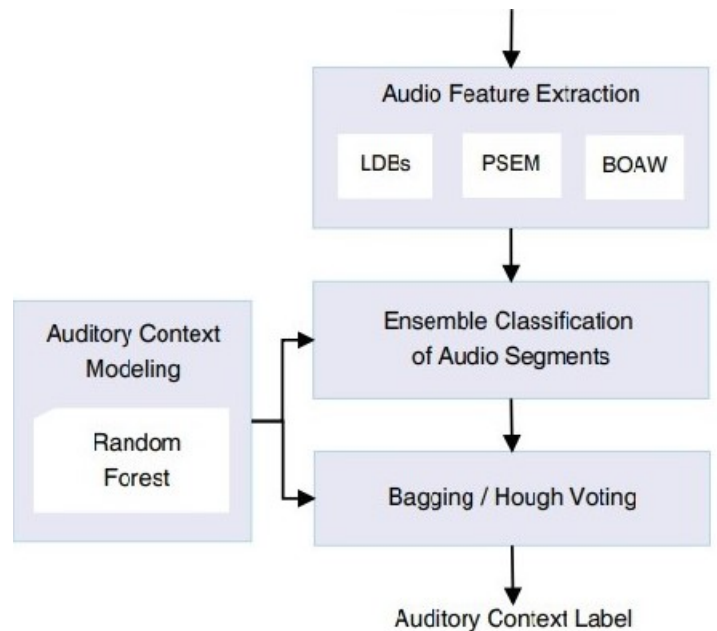 Audio Feature Extraction
LDBs
PSEM
BOAW
Auditory Context
Modeling
Random
Forest
Ensemble Classification
of Audio Segments
Bagging / Hough Voting
Auditory Context Label